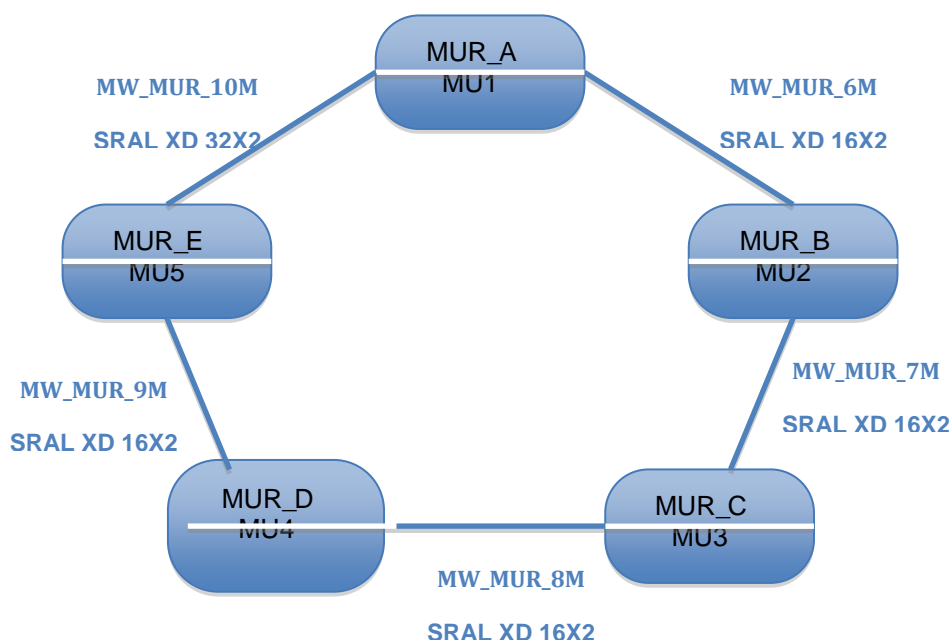 MUR_A
MU1
MW_MUR_10M
SRAL XD 32X2
MW_MUR_6M
SRAL XD 16X2
MUR_E
MU5
MUR_B
MU2
MW_MUR_9M
SRAL XD 16X2
MW_MUR_7M
SRAL XD 16X2
MUR_D
MU4
MUR_C
MU3
MW_MUR_8M
SRAL XD 16X2